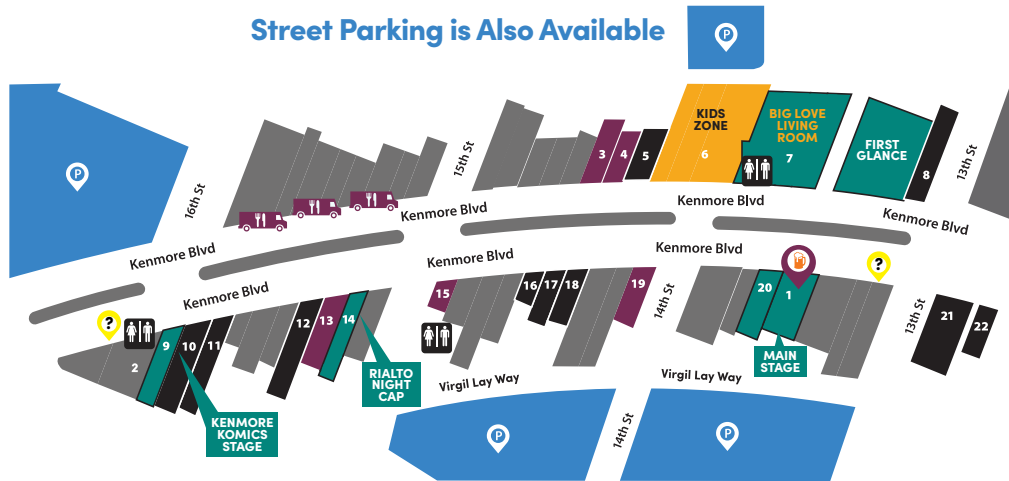 Street Parking is Also Available
P
P
KIDS
ZONE
6
BIG LOVE
LIVING
ROOM
7
FIRST
GLANCE
3
4
5
8
15th St
16th St
13th St
Kenmore Blvd
Kenmore Blvd
Kenmore Blvd
Kenmore Blvd
Kenmore Blvd
Kenmore Blvd
Kenmore Blvd
?
?
15
16
17
18
19
14th St
20
1
13th St
21
22
2
9
10
11
12
13
14
MAIN
STAGE
RIALTO
NIGHT
CAP
KENMORE
KOMICS
STAGE
Virgil Lay Way
Virgil Lay Way
14th St
P
P